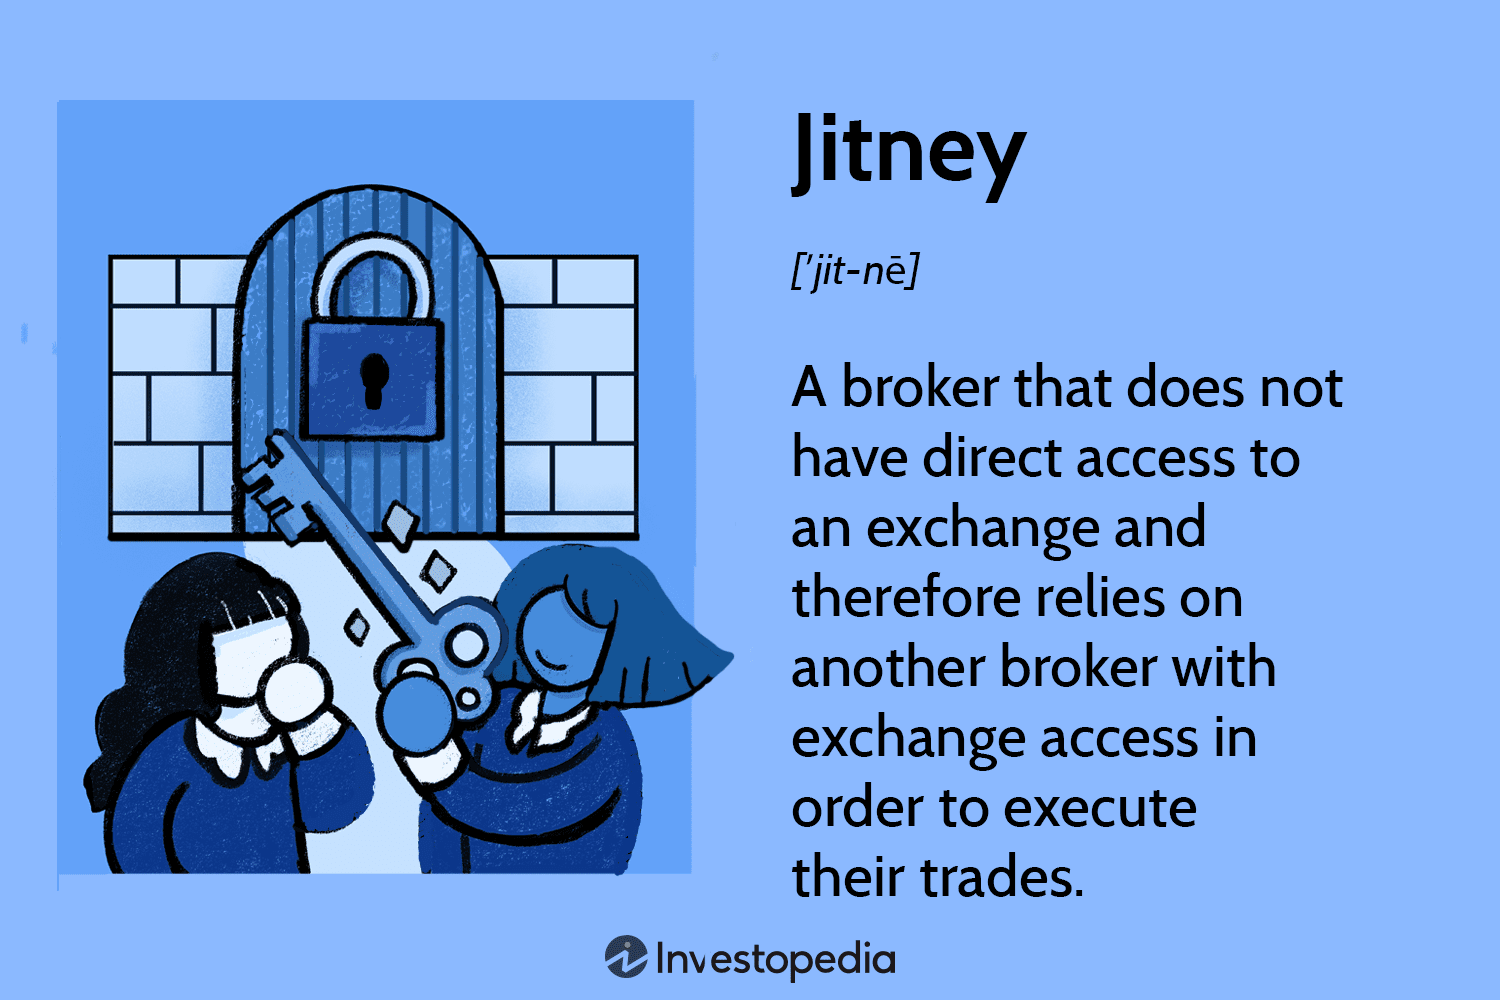 Jitney
['jit-nē]
A broker that does not
have direct access to
an exchange and
therefore relies on
another broker with
exchange access in
order to execute
their trades.
Investopedia